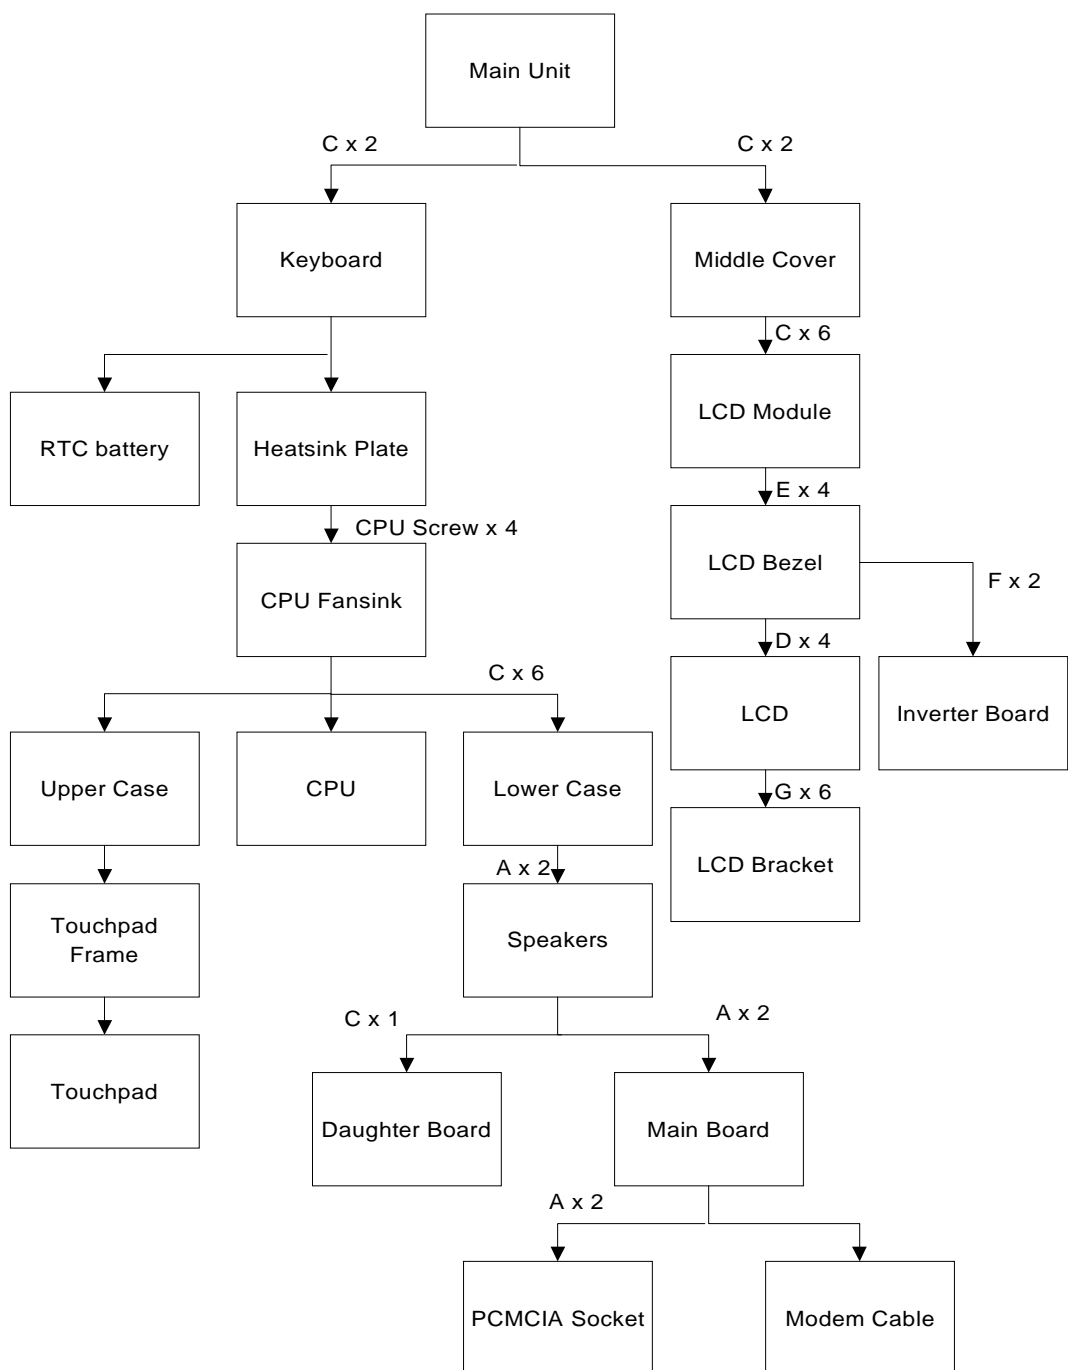 Main Unit
C x 2
C x 2
Keyboard
Middle Cover
C x 6
RTC battery
Heatsink Plate
LCD Module
E x 4
CPU Screw x 4
CPU Fansink
LCD Bezel
F x 2
D x 4
C x 6
LCD
Inverter Board
Upper Case
CPU
Lower Case
G x 6
A x 2
LCD Bracket
Touchpad
Frame
Speakers
C x 1
A x 2
Touchpad
Daughter Board
Main Board
A x 2
PCMCIA Socket
Modem Cable